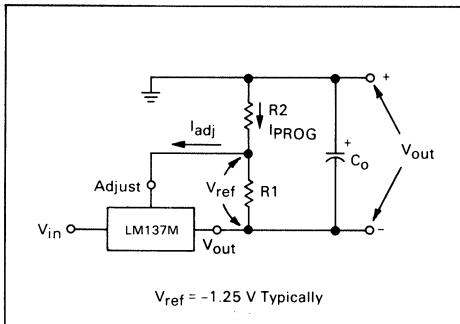 +
R2
IPROG
Iadj
+
Co
Vout
Adjust
Vref
R1
Vin
LM137M
Vout
-
Vref = -1.25 V Typically